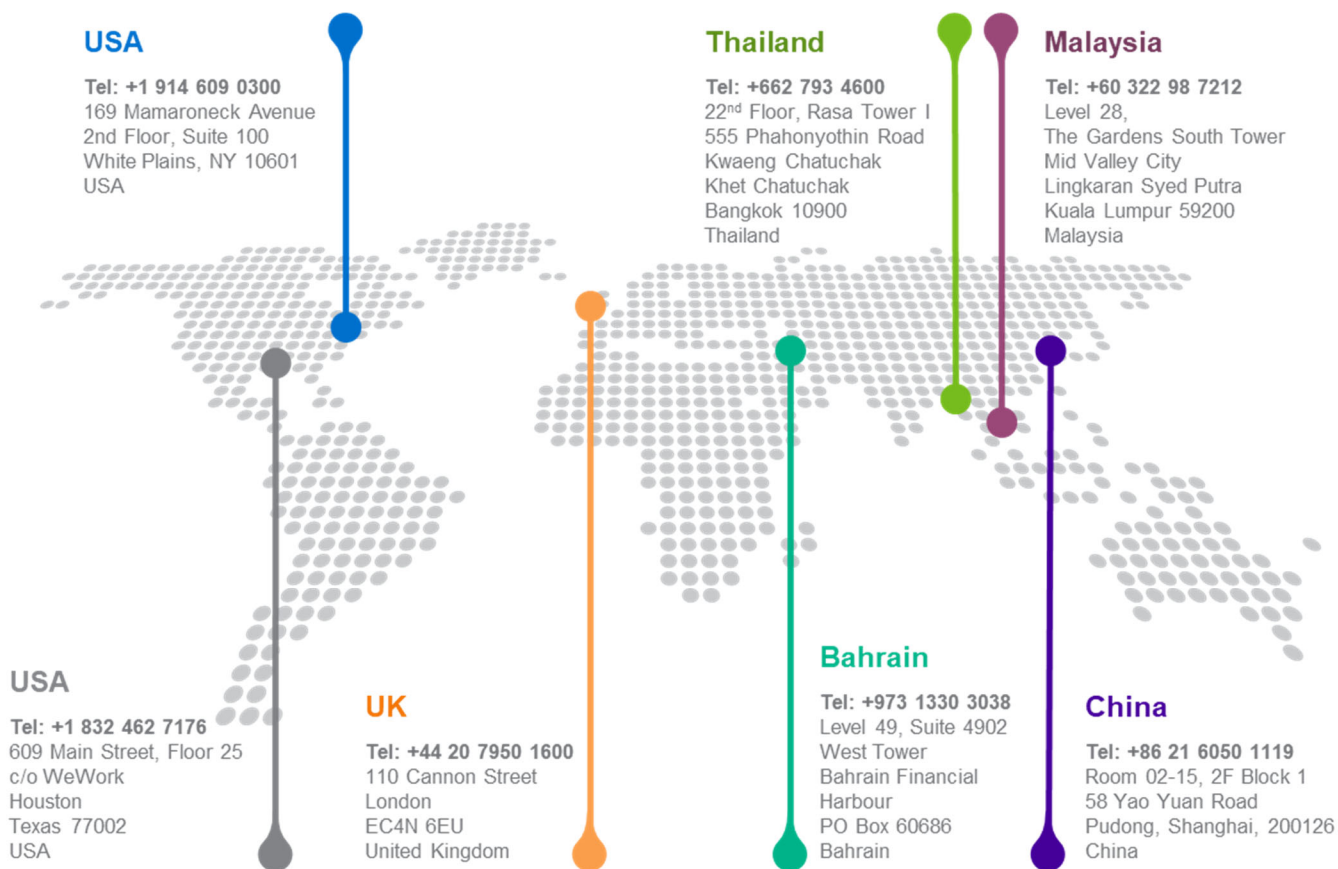 USA
Tel: +1 914 609 0300
169 Mamaroneck Avenue
2nd Floor, Suite 100
White Plains, NY 10601
USA
Thailand
Tel: +662 793 4600
22nd Floor, Rasa Tower I
555 Phahonyothin Road
Kwaeng Chatuchak
Khet Chatuchak
Bangkok 10900
Thailand
Malaysia
Tel: +60 322 98 7212
Level 28,
The Gardens South Tower
Mid Valley City
Lingkaran Syed Putra
Kuala Lumpur 59200
Malaysia
USA
Tel: +1 832 462 7176
609 Main Street, Floor 25
c/o WeWork
Houston
Texas 77002
USA
UK
Tel: +44 20 7950 1600
110 Cannon Street
London
EC4N 6EU
United Kingdom
Bahrain
Tel: +973 1330 3038
Level 49, Suite 4902
West Tower
Bahrain Financial
Harbour
PO Box 60686
Bahrain
China
Tel: +86 21 6050 1119
Room 02-15, 2F Block 1
58 Yao Yuan Road
Pudong, Shanghai, 200126
China